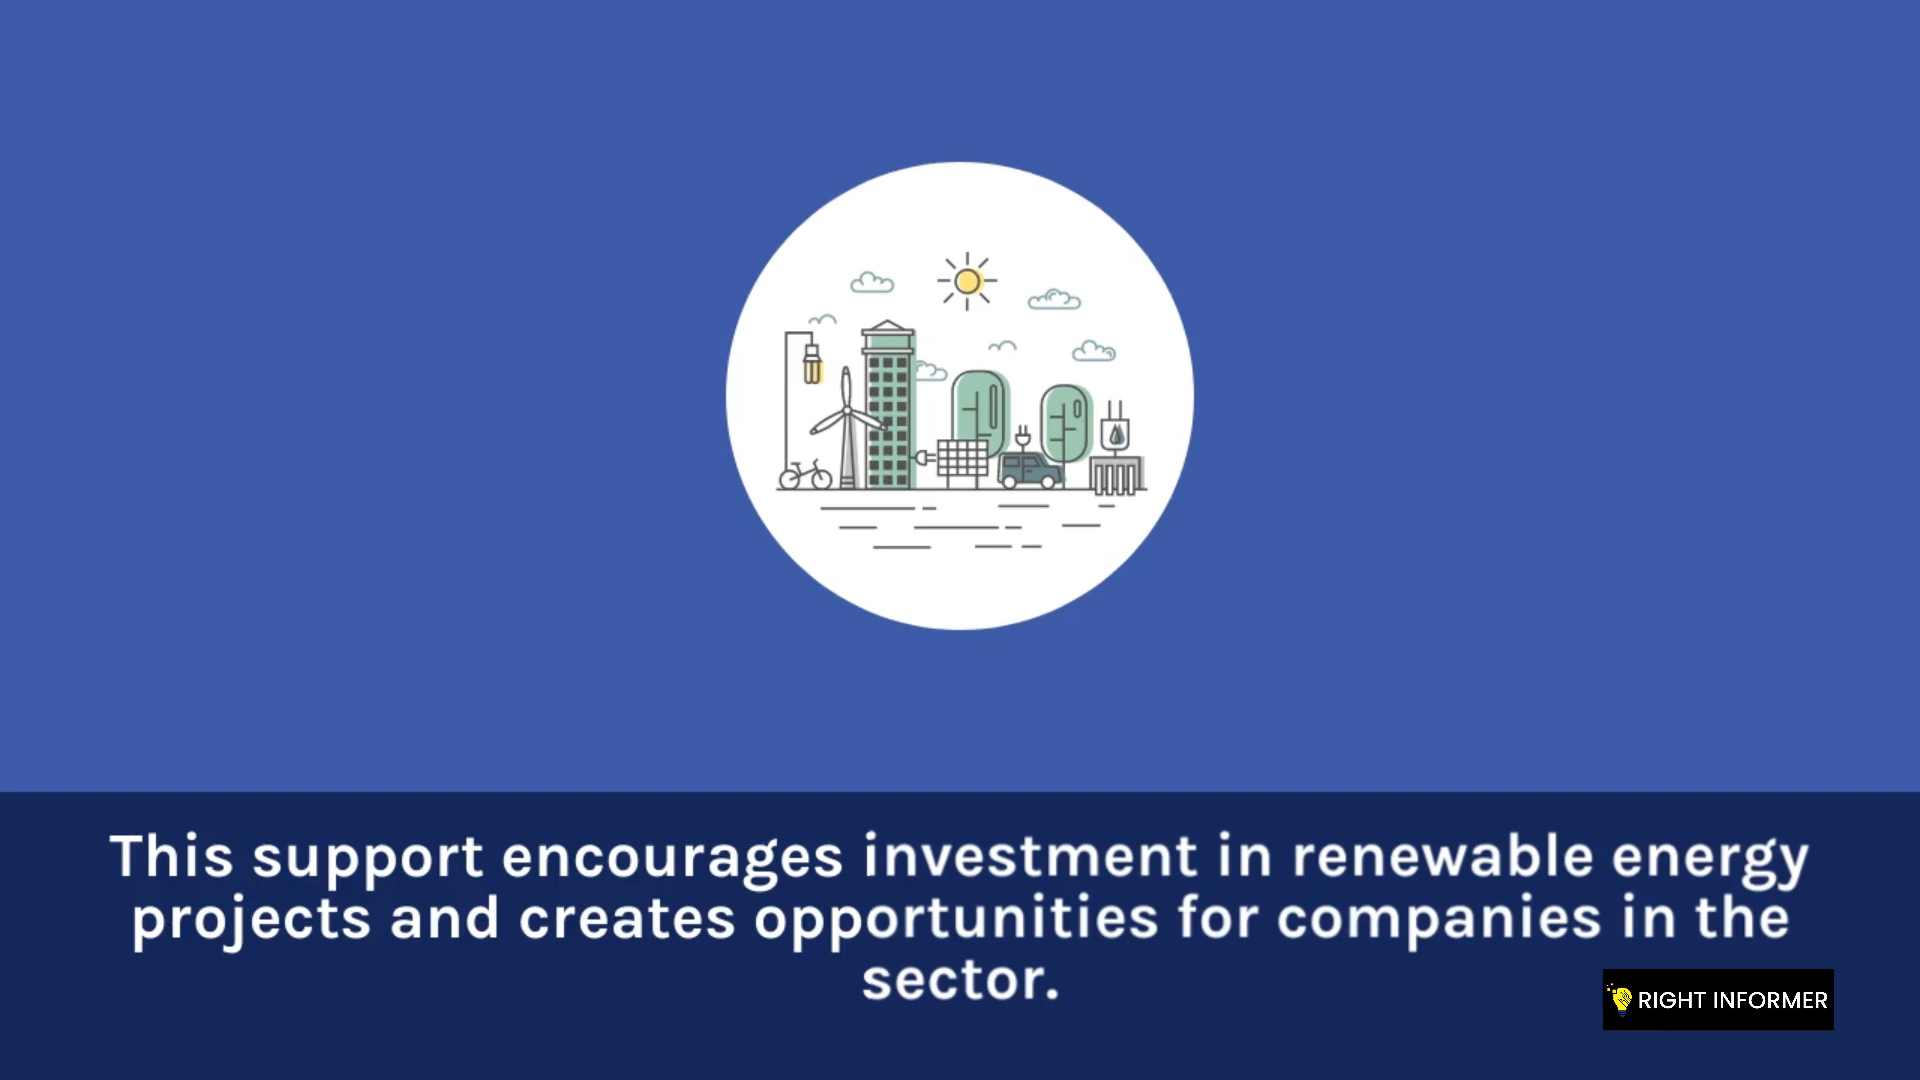 This support encourages investment in renewable energy
projects and creates opportunities for companies in the
sector.
RIGHT INFORMER